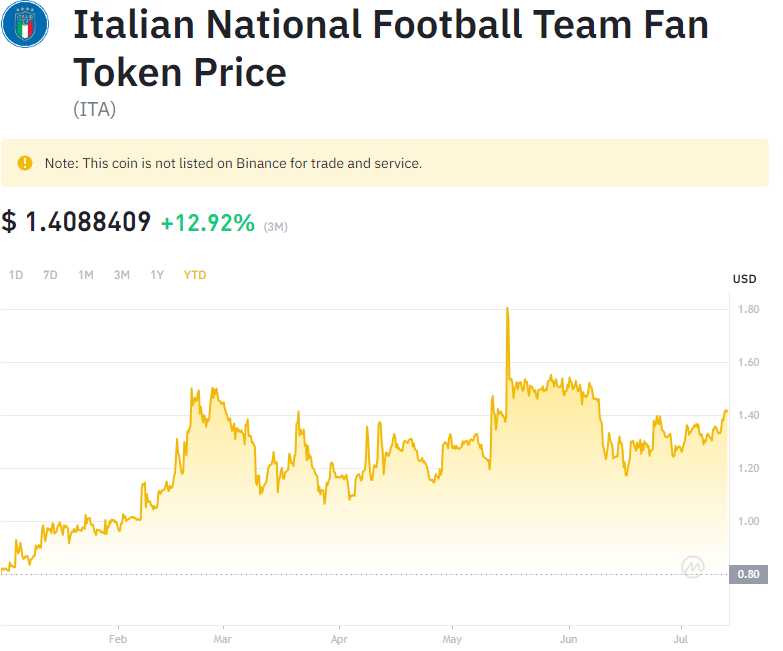 Italian National Football Team Fan
Token Price
(ITA)
Note: This coin is not listed on Binance for trade and service.
$ 1.4088409 +12.92% (3M)
1D 7D 1M 3M 1Y YTD
USD
1.80
1.60
1.40
1.20
1.00
0.80
Feb Mar Apr May Jun Jul